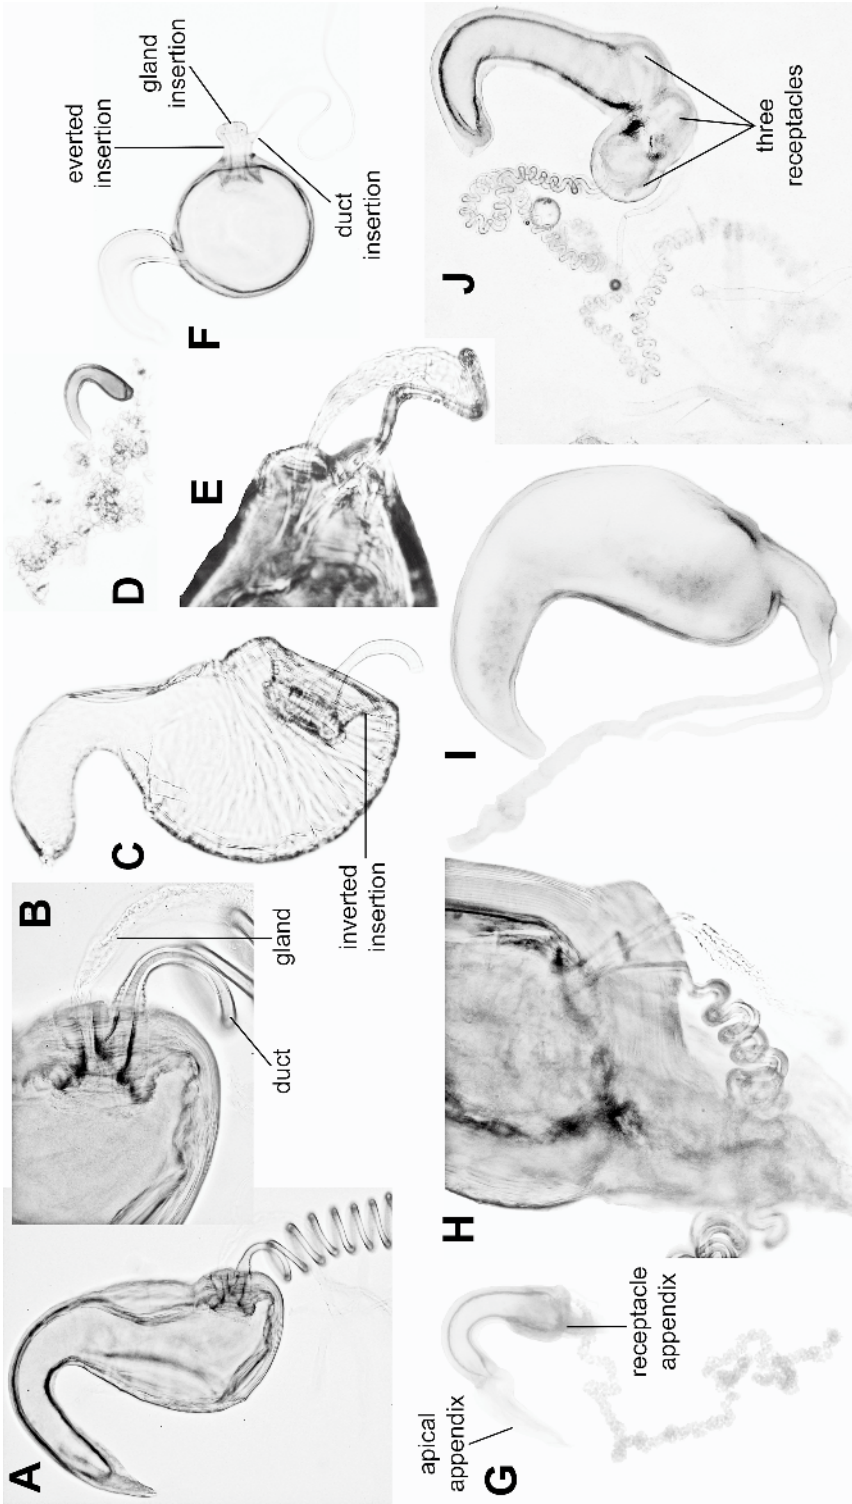 A
B
gland
duct
C
inverted
insertion
D
E
F
everted
insertion
gland
insertion
duct
insertion
G
apical
appendix
receptacle
appendix
H
I
J
three
receptacles